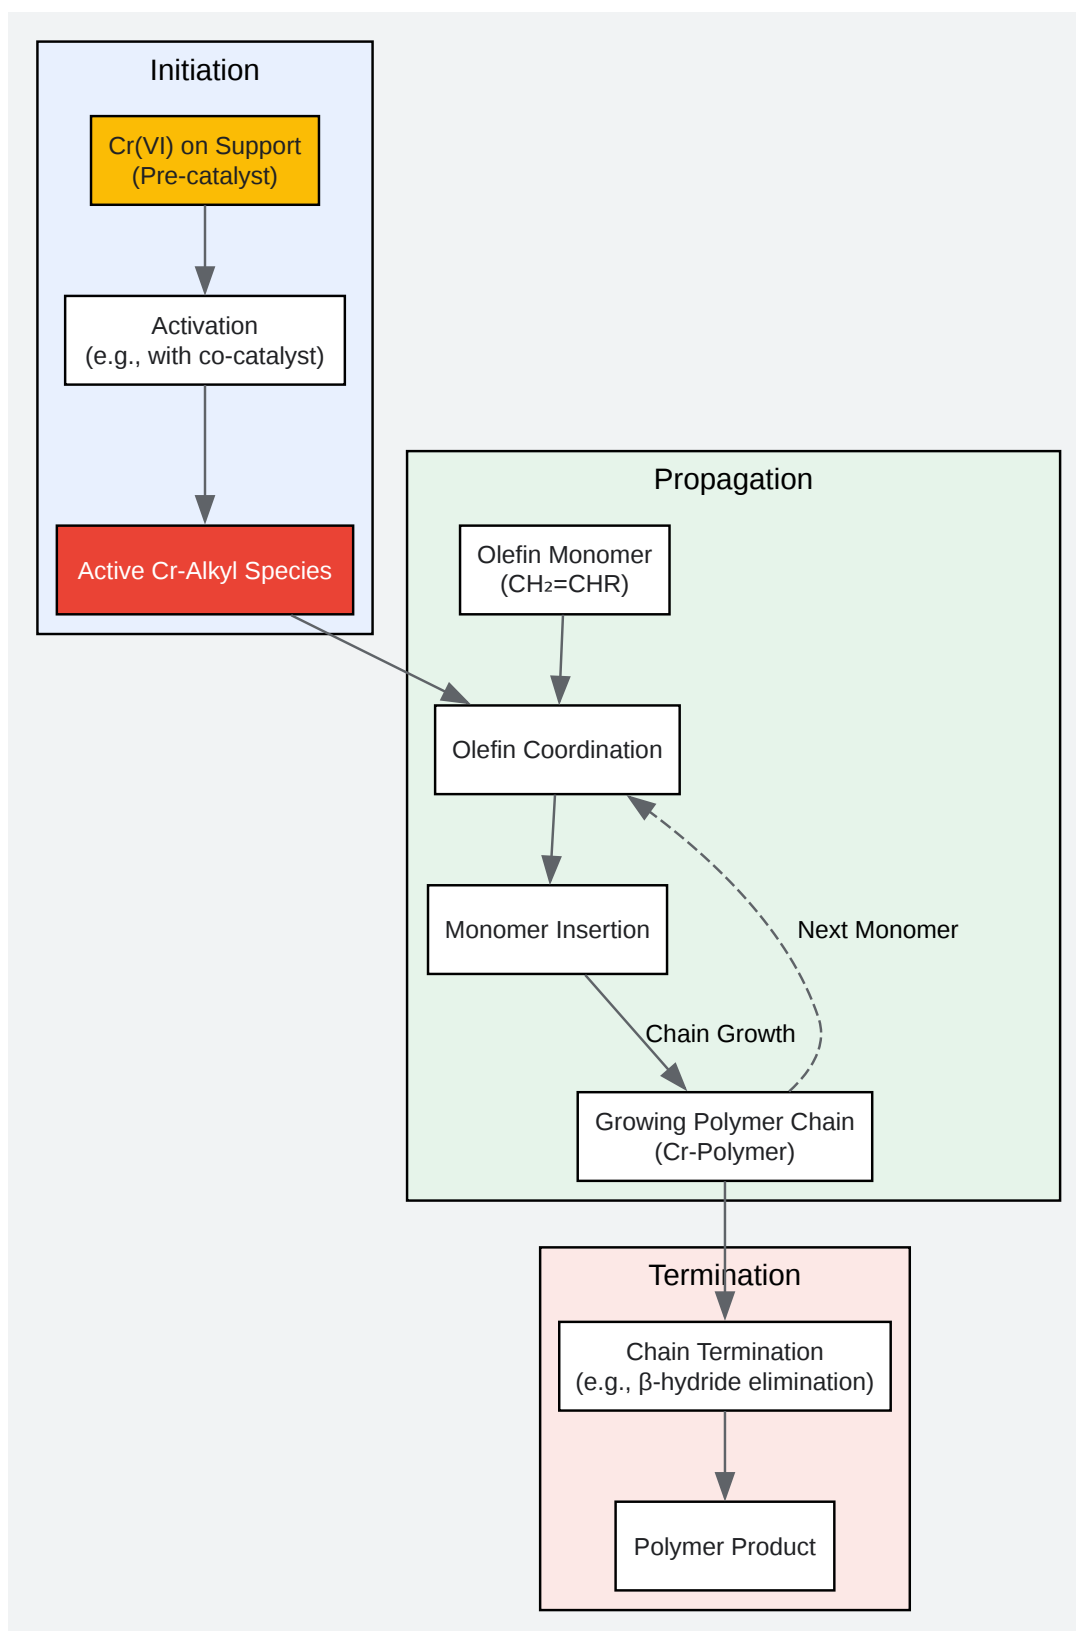 Initiation
Cr(VI) on Support
(Pre-catalyst)
Activation
(e.g., with co-catalyst)
Active Cr-Alkyl Species
Propagation
Olefin Monomer
(CH₂=CHR)
Olefin Coordination
Monomer Insertion
Next Monomer
Chain Growth
Growing Polymer Chain
(Cr-Polymer)
Termination
Chain Termination
(e.g., β-hydride elimination)
Polymer Product